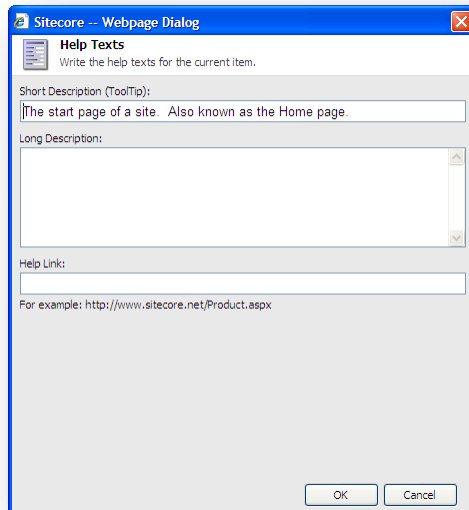 Sitecore -- Webpage Dialog
Help Texts
Write the help texts for the current item.
Short Description (ToolTip):
The start page of a site.  Also known as the Home page.
Long Description:
Help Link:
For example: http://www.sitecore.net/Product.aspx
OK Cancel